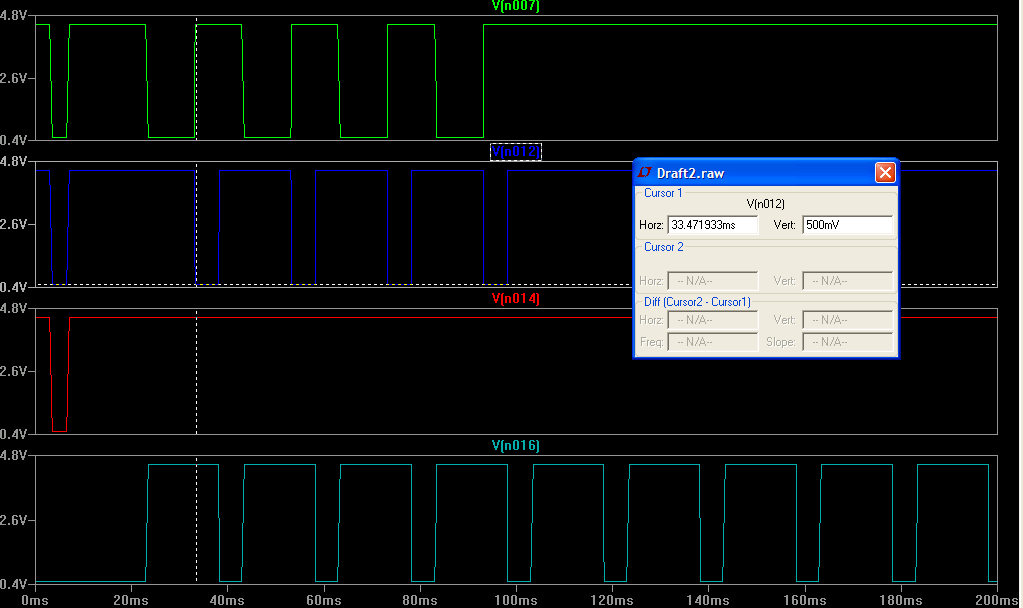 V(n007)
4.8V
2.6V
0.4V
V(n012)
4.8V
2.6V
0.4V
Draft2.raw
Cursor 1
V(n012)
Horz: 33.471933ms Vert: 500mV
Cursor 2
Horz: -- N/A-- Vert: -- N/A--
Diff (Cursor2 - Cursor1)
Horz: -- N/A-- Vert: -- N/A--
Freq: -- N/A-- Slope: -- N/A--
V(n014)
4.8V
2.6V
0.4V
V(n016)
4.8V
2.6V
0.4V
0ms 20ms 40ms 60ms 80ms 100ms 120ms 140ms 160ms 180ms 200ms